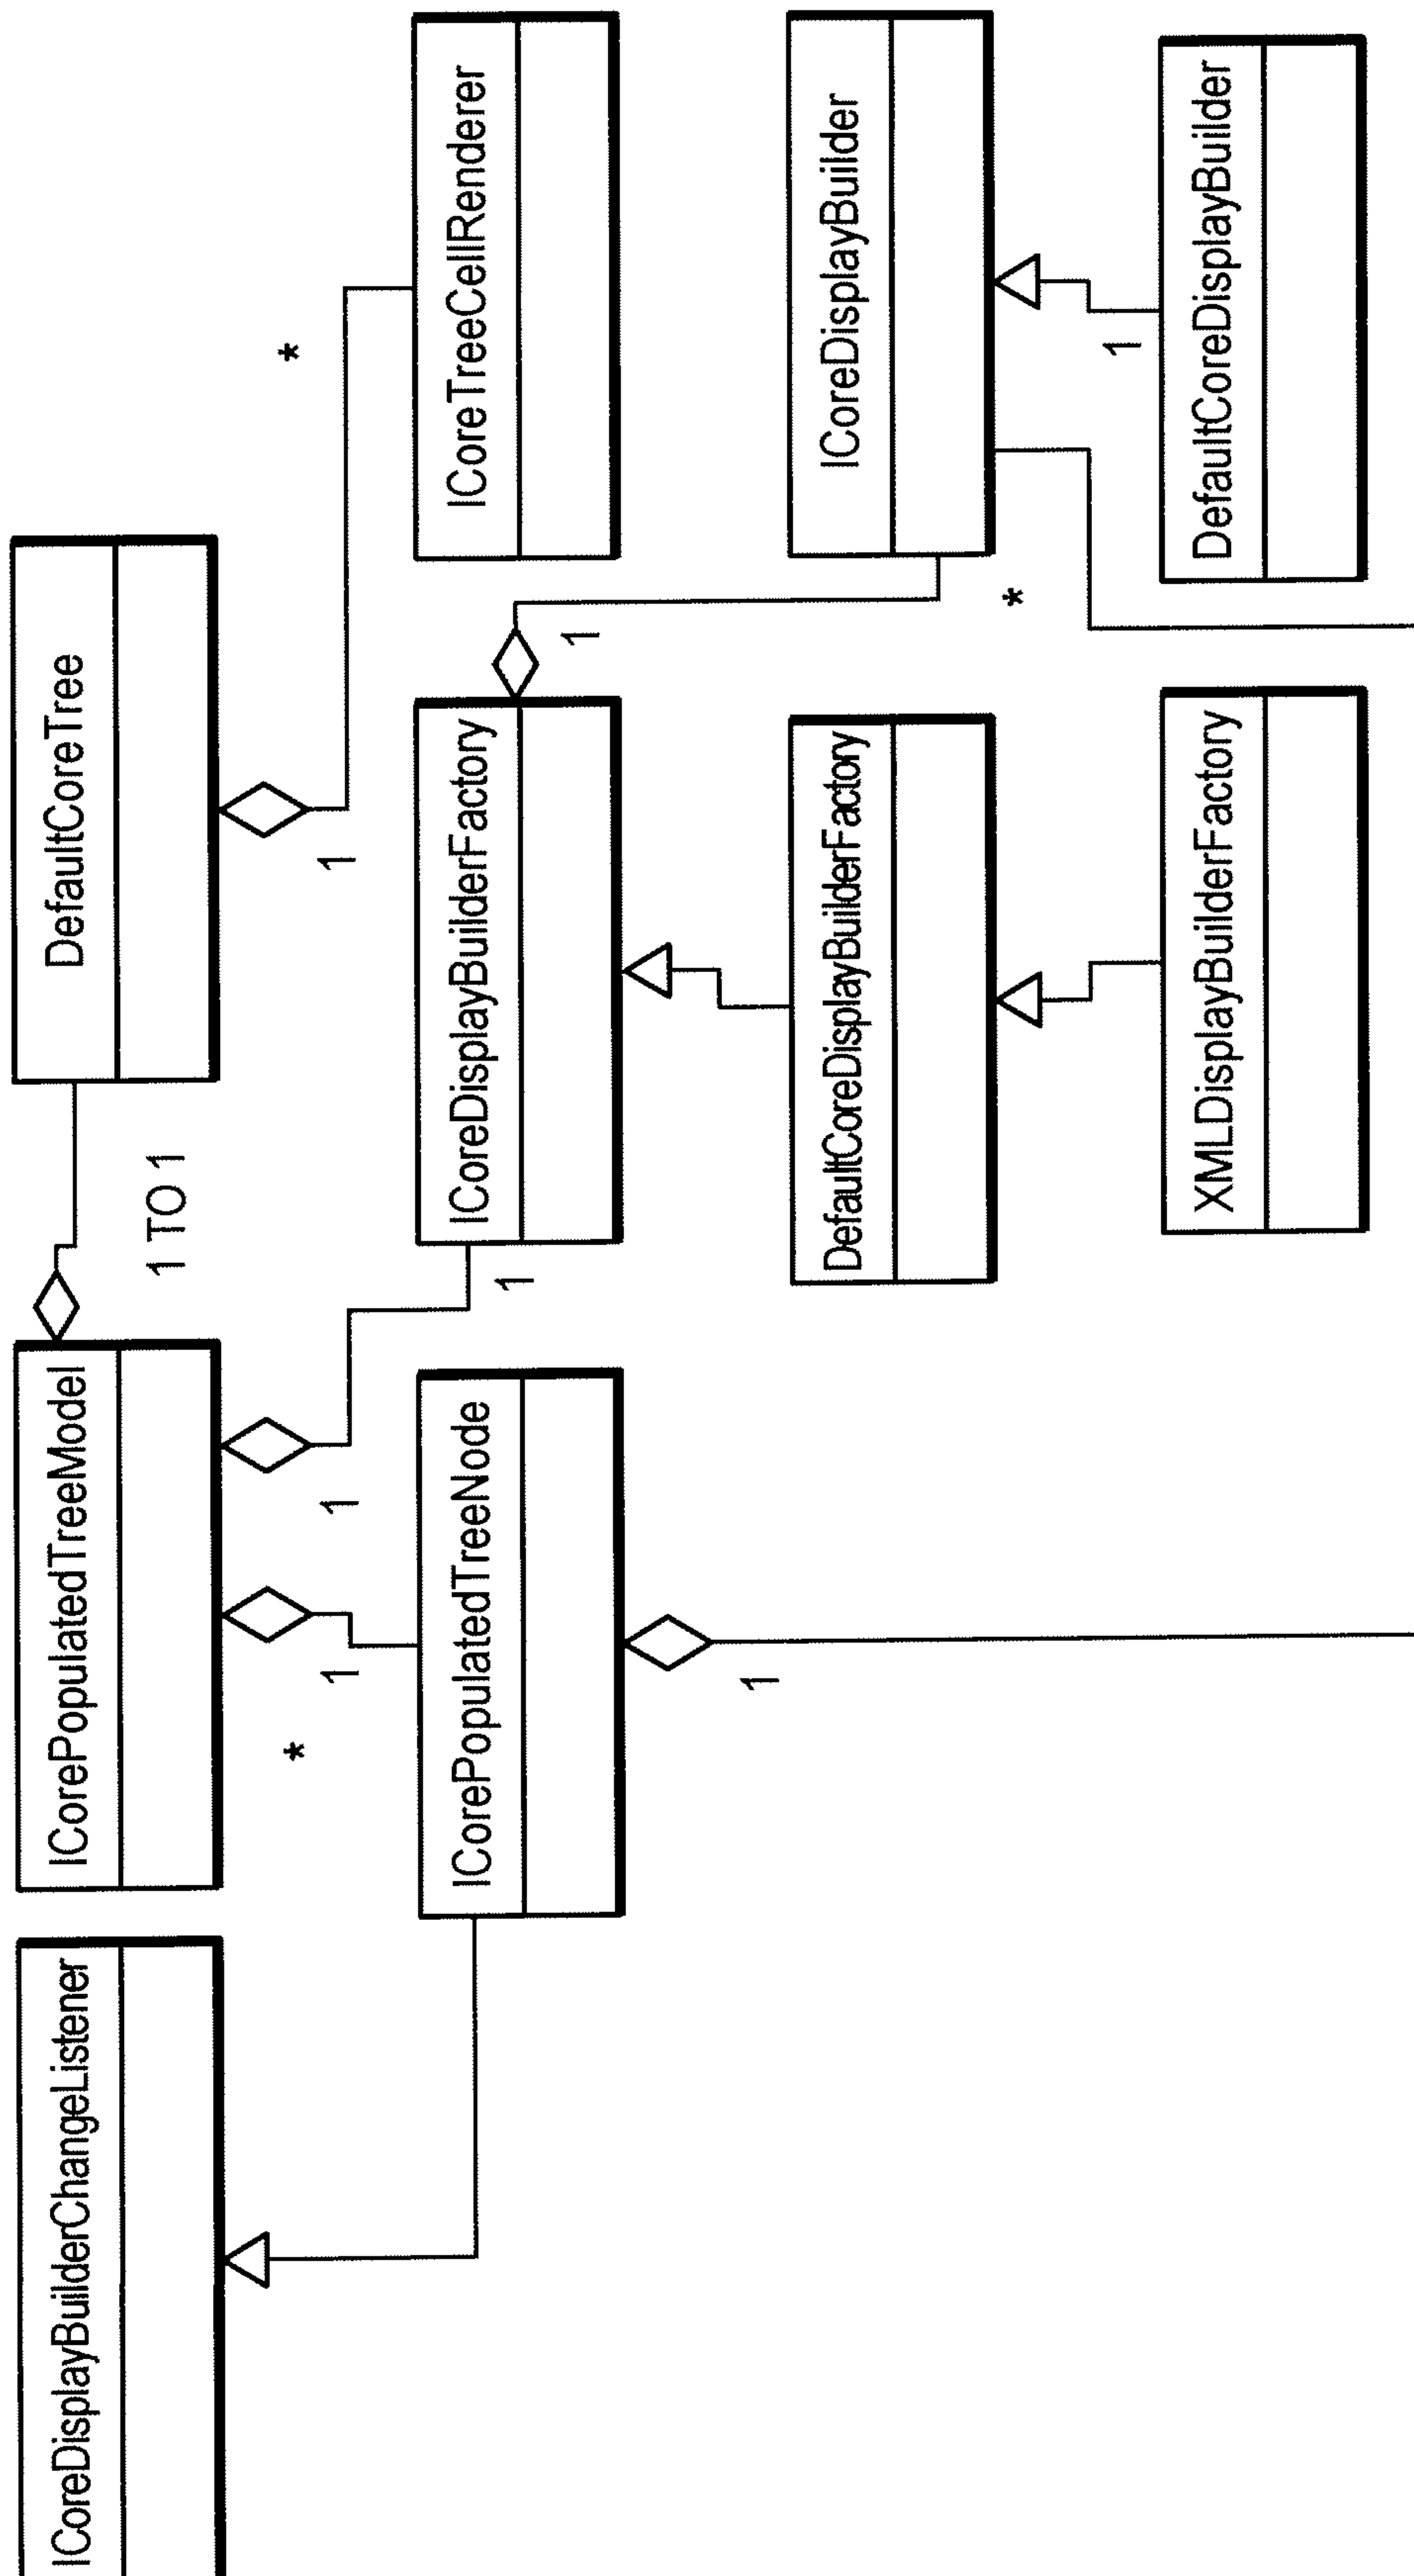 ICoreDisplayBuilderChangeListener
ICorePopulatedTreeModel
1 TO 1
DefaultCoreTree
*
1
1
1
*
ICorePopulatedTreeNode
1
ICoreDisplayBuilderFactory
1
ICoreTreeCellRenderer
1
DefaultCoreDisplayBuilderFactory
ICoreDisplayBuilder
*
1
XMLDisplayBuilderFactory
DefaultCoreDisplayBuilder